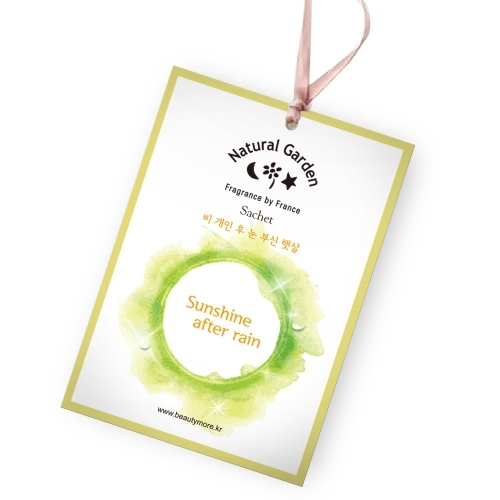 Natural Garden
Fragrance by France
Sachet
비 개인 후 눈 부신 햇살
Sunshine
after rain
www.beautymore.kr